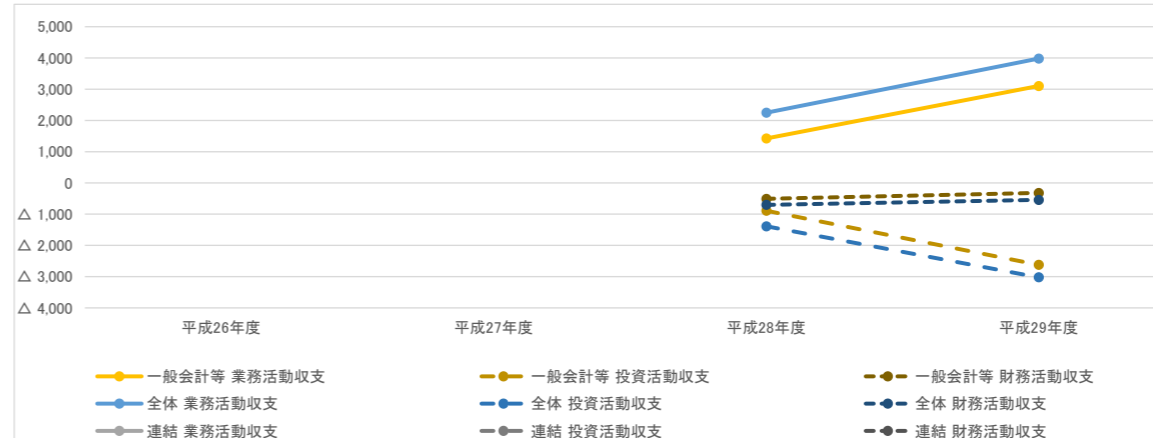 5,000
4,000
3,000
2,000
1,000
0
△ 1,000
△ 2,000
△ 3,000
△ 4,000
平成26年度 平成27年度 平成28年度 平成29年度
一般会計等 業務活動収支 一般会計等 投資活動収支 一般会計等 財務活動収支
全体 業務活動収支 全体 投資活動収支 全体 財務活動収支
連結 業務活動収支 連結 投資活動収支 連結 財務活動収支